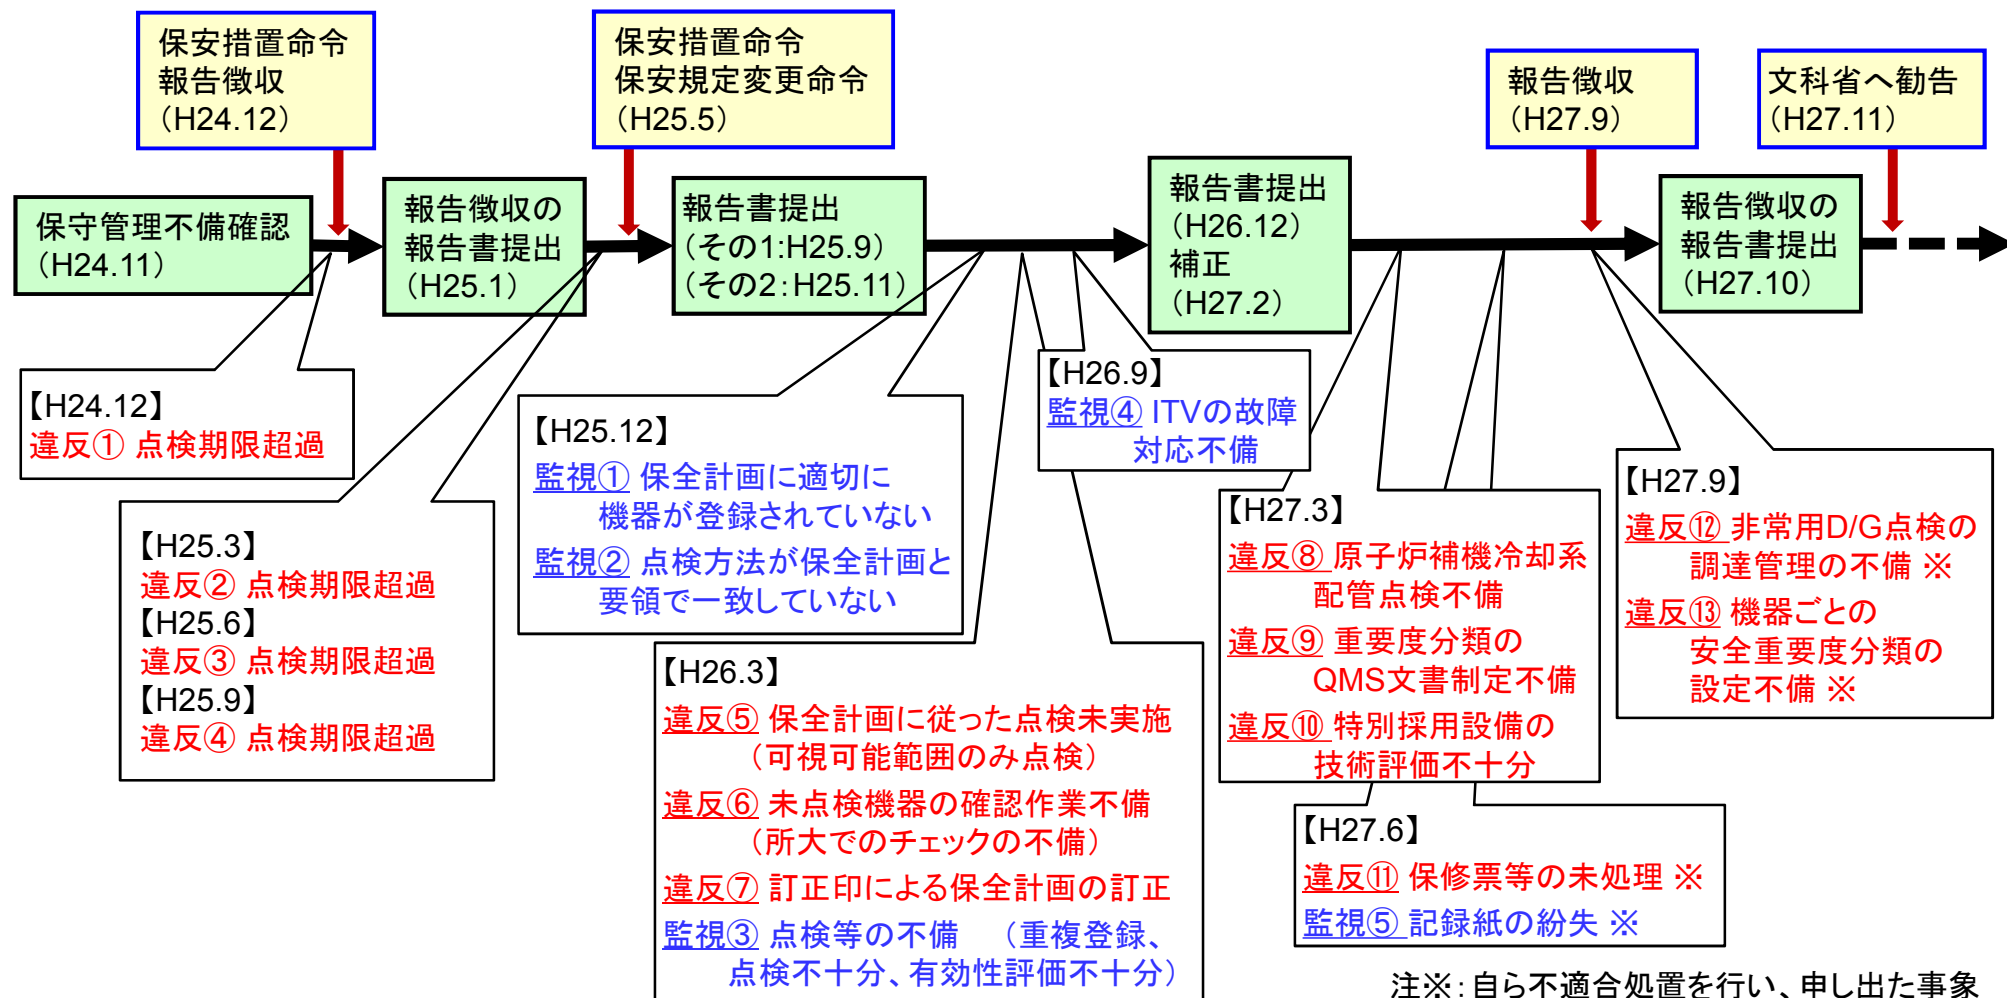 保安措置命令
報告徴収
（H24.12）
保安措置命令
保安規定変更命令
（H25.5）
報告徴収
（H27.9）
文科省へ勧告
（H27.11）
保守管理不備確認
（H24.11）
報告徴収の
報告書提出
（H25.1）
報告書提出
（その1：H25.9）
（その2：H25.11）
報告書提出
（H26.12）
補正
（H27.2）
報告徴収の
報告書提出
（H27.10）
【H24.12】
違反① 点検期限超過
【H25.3】
違反② 点検期限超過
【H25.6】
違反③ 点検期限超過
【H25.9】
違反④ 点検期限超過
【H25.12】
監視① 保全計画に適切に
機器が登録されていない
監視② 点検方法が保全計画と
要領で一致していない
【H26.3】
違反⑤ 保全計画に従った点検未実施
（可視可能範囲のみ点検）
違反⑥ 未点検機器の確認作業不備
（所大でのチェックの不備）
違反⑦ 訂正印による保全計画の訂正
監視③ 点検等の不備　（重複登録、
点検不十分、有効性評価不十分）
【H26.9】
監視④ ITVの故障
対応不備
【H27.3】
違反⑧ 原子炉補機冷却系
配管点検不備
違反⑨ 重要度分類の
QMS文書制定不備
違反⑩ 特別採用設備の
技術評価不十分
【H27.6】
違反⑪ 保修票等の未処理 ※
監視⑤ 記録紙の紛失 ※
【H27.9】
違反⑫ 非常用D/G点検の
調達管理の不備 ※
違反⑬ 機器ごとの
安全重要度分類の
設定不備 ※
注※：自ら不適合処置を行い、申し出た事象